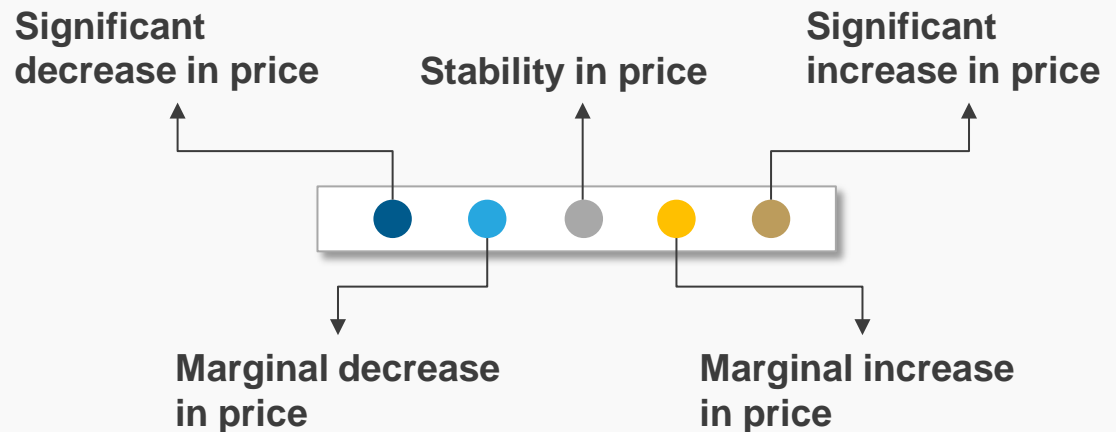 Significant
decrease in price
Stability in price
Significant
increase in price
Marginal decrease
in price
Marginal increase
in price